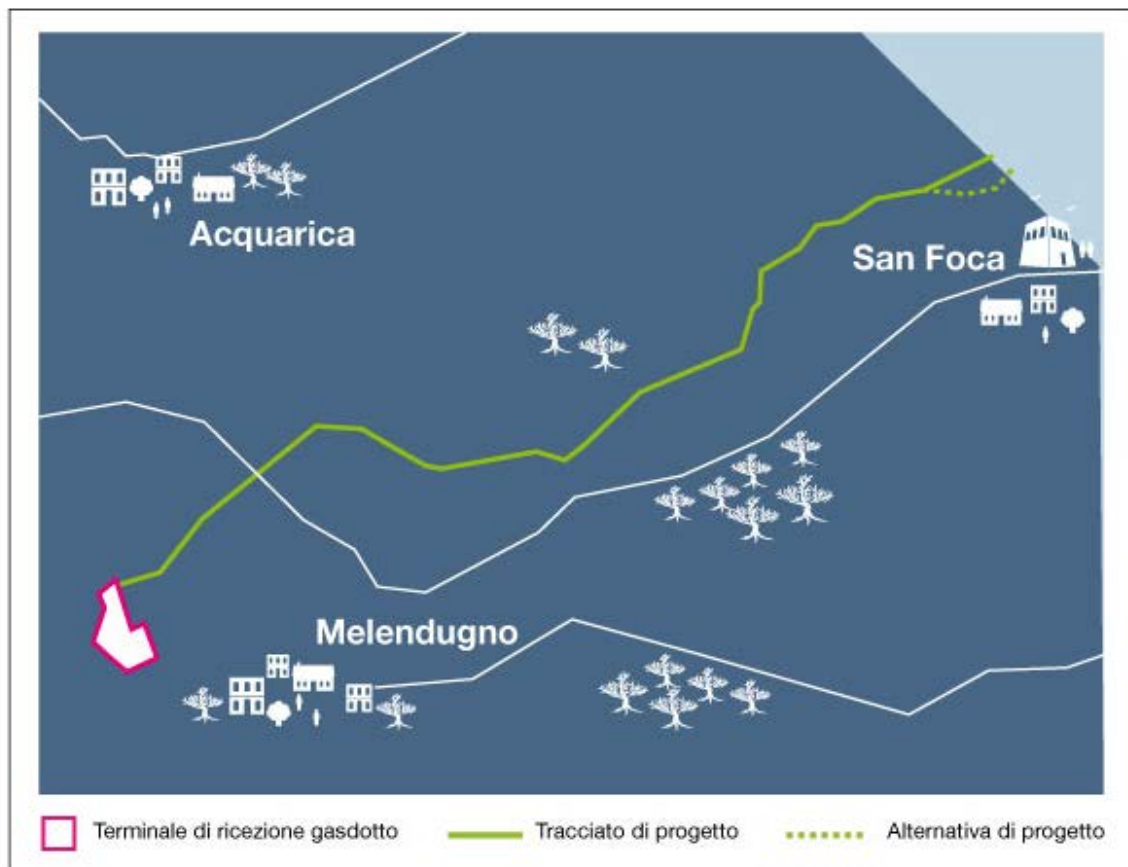 Acquarica
San Foca
Melendugno
Terminale di ricezione gasdotto
Tracciato di progetto
Alternativa di progetto